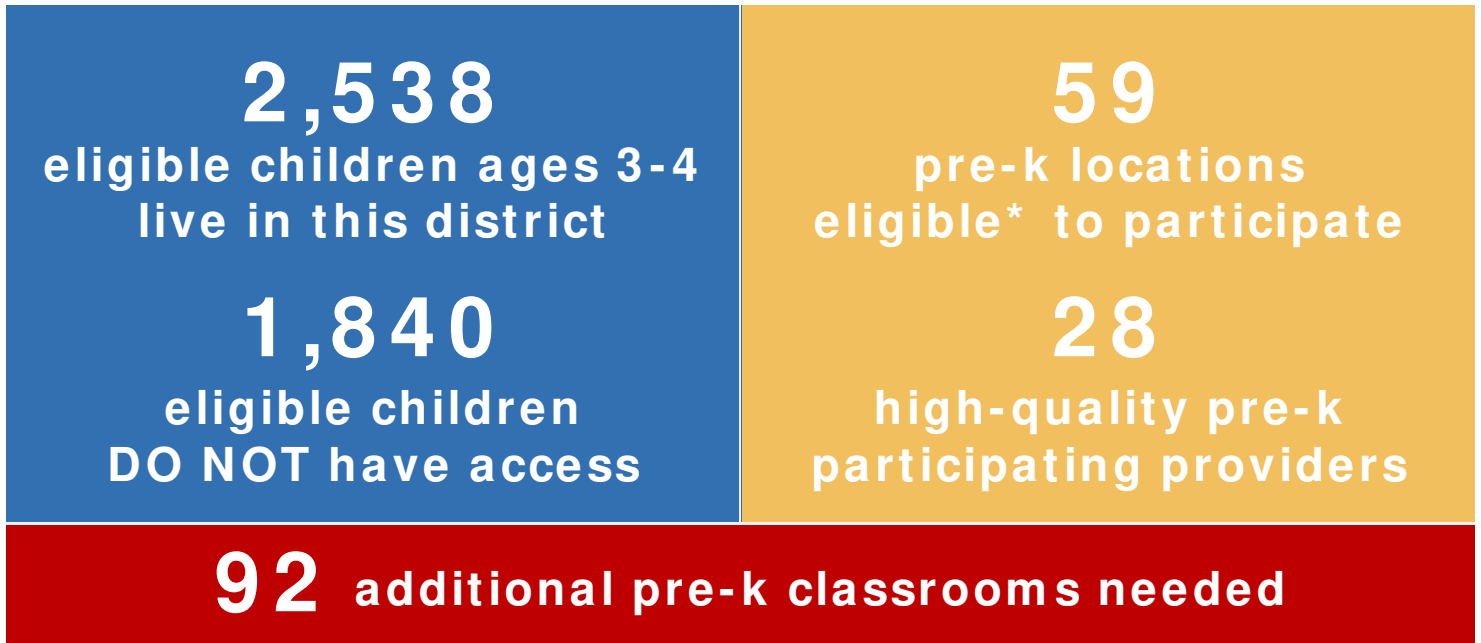 2,538
eligible children ages 3-4
live in this district
1,840
eligible children
DO NOT have access
59
pre-k locations
eligible* to participate
28
high-quality pre-k
participating providers
92 additional pre-k classrooms needed